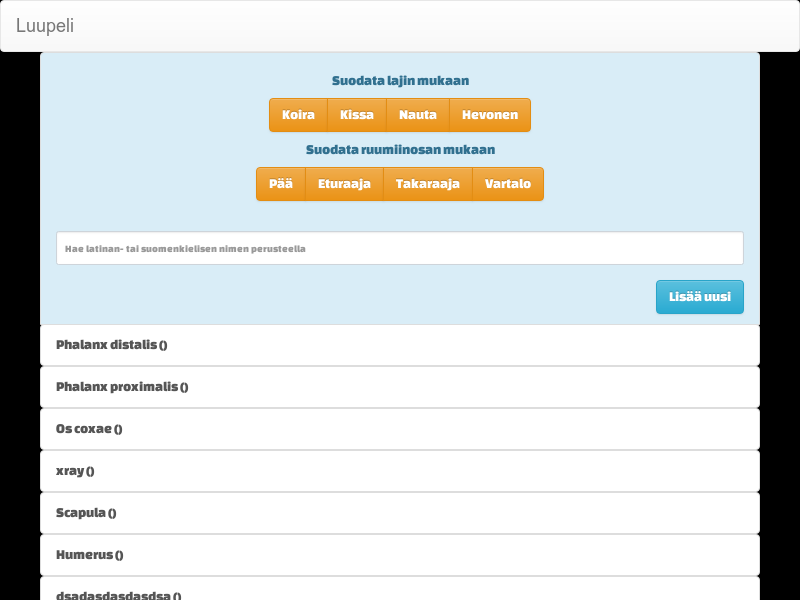 Luupeli
Suodata lajin mukaan
Koira Kissa Nauta Hevonen
Suodata ruumiinosan mukaan
Pää Eturaaja Takaraaja Vartalo
Hae latinan- tai suomenkielisen nimen perusteella
Lisää uusi
Phalanx distalis ()
Phalanx proximalis ()
Os coxae ()
xray ()
Scapula ()
Humerus ()
dsadasdasdasdsa ()